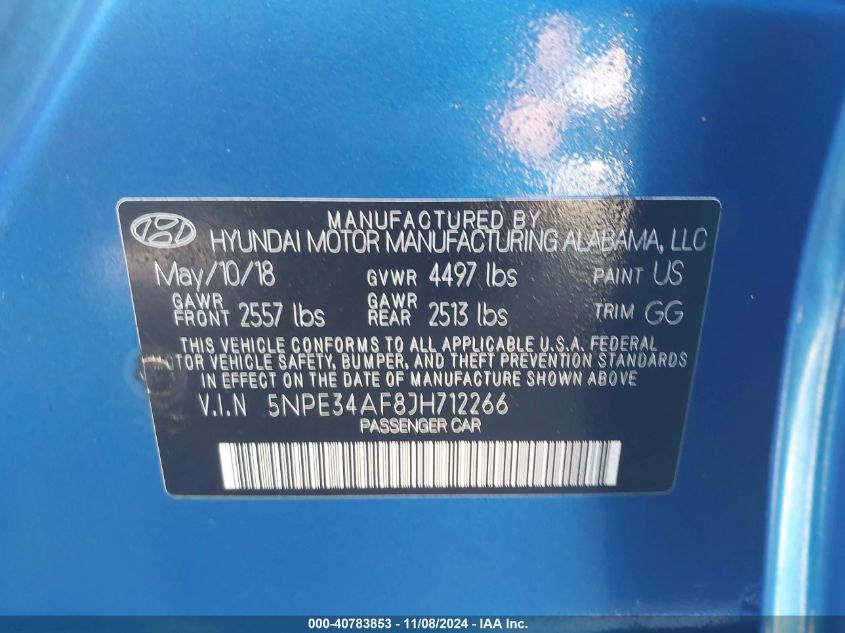 MANUFACTURED BY
HYUNDAI MOTOR MANUFACTURING ALABAMA, LLC
May/10/18 GVWR 4497 lbs PAINT US
GAWR FRONT 2557 lbs GAWR REAR 2513 lbs TRIM GG
THIS VEHICLE CONFORMS TO ALL APPLICABLE U.S.A. FEDERAL
TOR VEHICLE SAFETY, BUMPER, AND THEFT PREVENTION STANDARDS
IN EFFECT ON THE DATE OF MANUFACTURE SHOWN ABOVE
V.I.N 5NPE34AF8JH712266
PASSENGER CAR
000-40783853 - 11/08/2024 - IAA Inc.